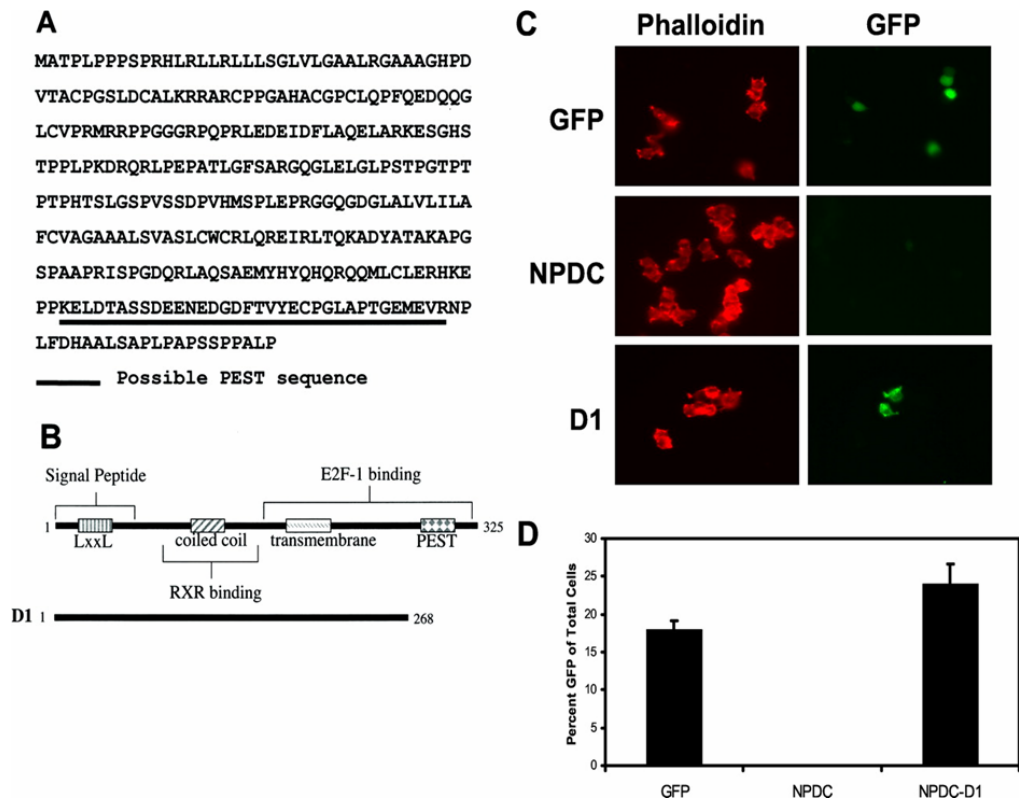 A
MATPLPPPSPRHLRLLRLLLSGLVLGAALRGAAAGHPD
VTACPGSLDCALKRRARCPPGAHACGPCLQPFQEDQQG
LCVPRMRRPPGGGRPQPRLEDEIDFLAQELARKESGHS
TPPLPKDRQRLPEPATLGFSARGQGLELGLPSTPGTPT
PTPHTSLGSPVSSDPVHMSPLEPRGGQGDGLALVLILA
FCVAGAAALSVASLCWCRLQREIRLTQKADYATAKAPG
SPAAPRISPGDQRLAQSAEMYHYQHQRQQMLCLERHKE
PPKELDTASSDEENEDGDFTVYECPGLAPTGEMEVRNP
LFDHAALSAPLPAPSSPPALP
Possible PEST sequence
B
Signal Peptide
E2F-1 binding
1
325
LxxL
coiled coil
transmembrane
PEST
RXR binding
D1 1
268
C
Phalloidin
GFP
GFP
NPDC
D1
D
Percent GFP of Total Cells
30
25
20
15
10
5
0
GFP
NPDC
NPDC-D1